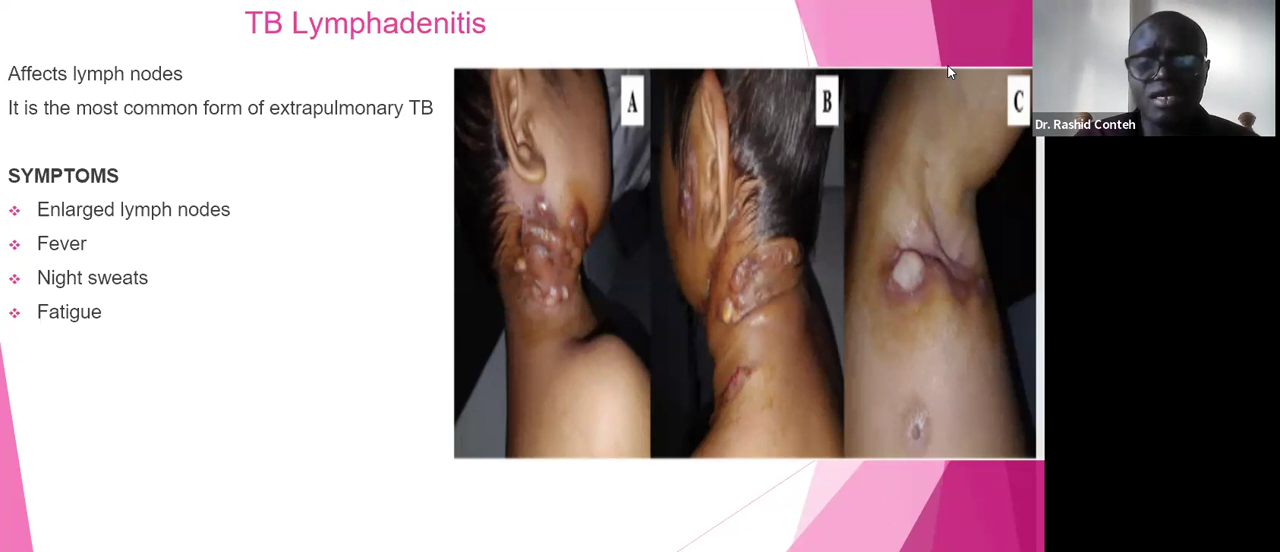 TB Lymphadenitis
Affects lymph nodes
It is the most common form of extrapulmonary TB
SYMPTOMS
Enlarged lymph nodes
Fever
Night sweats
Fatigue
A
B
C
Dr. Rashid Conteh